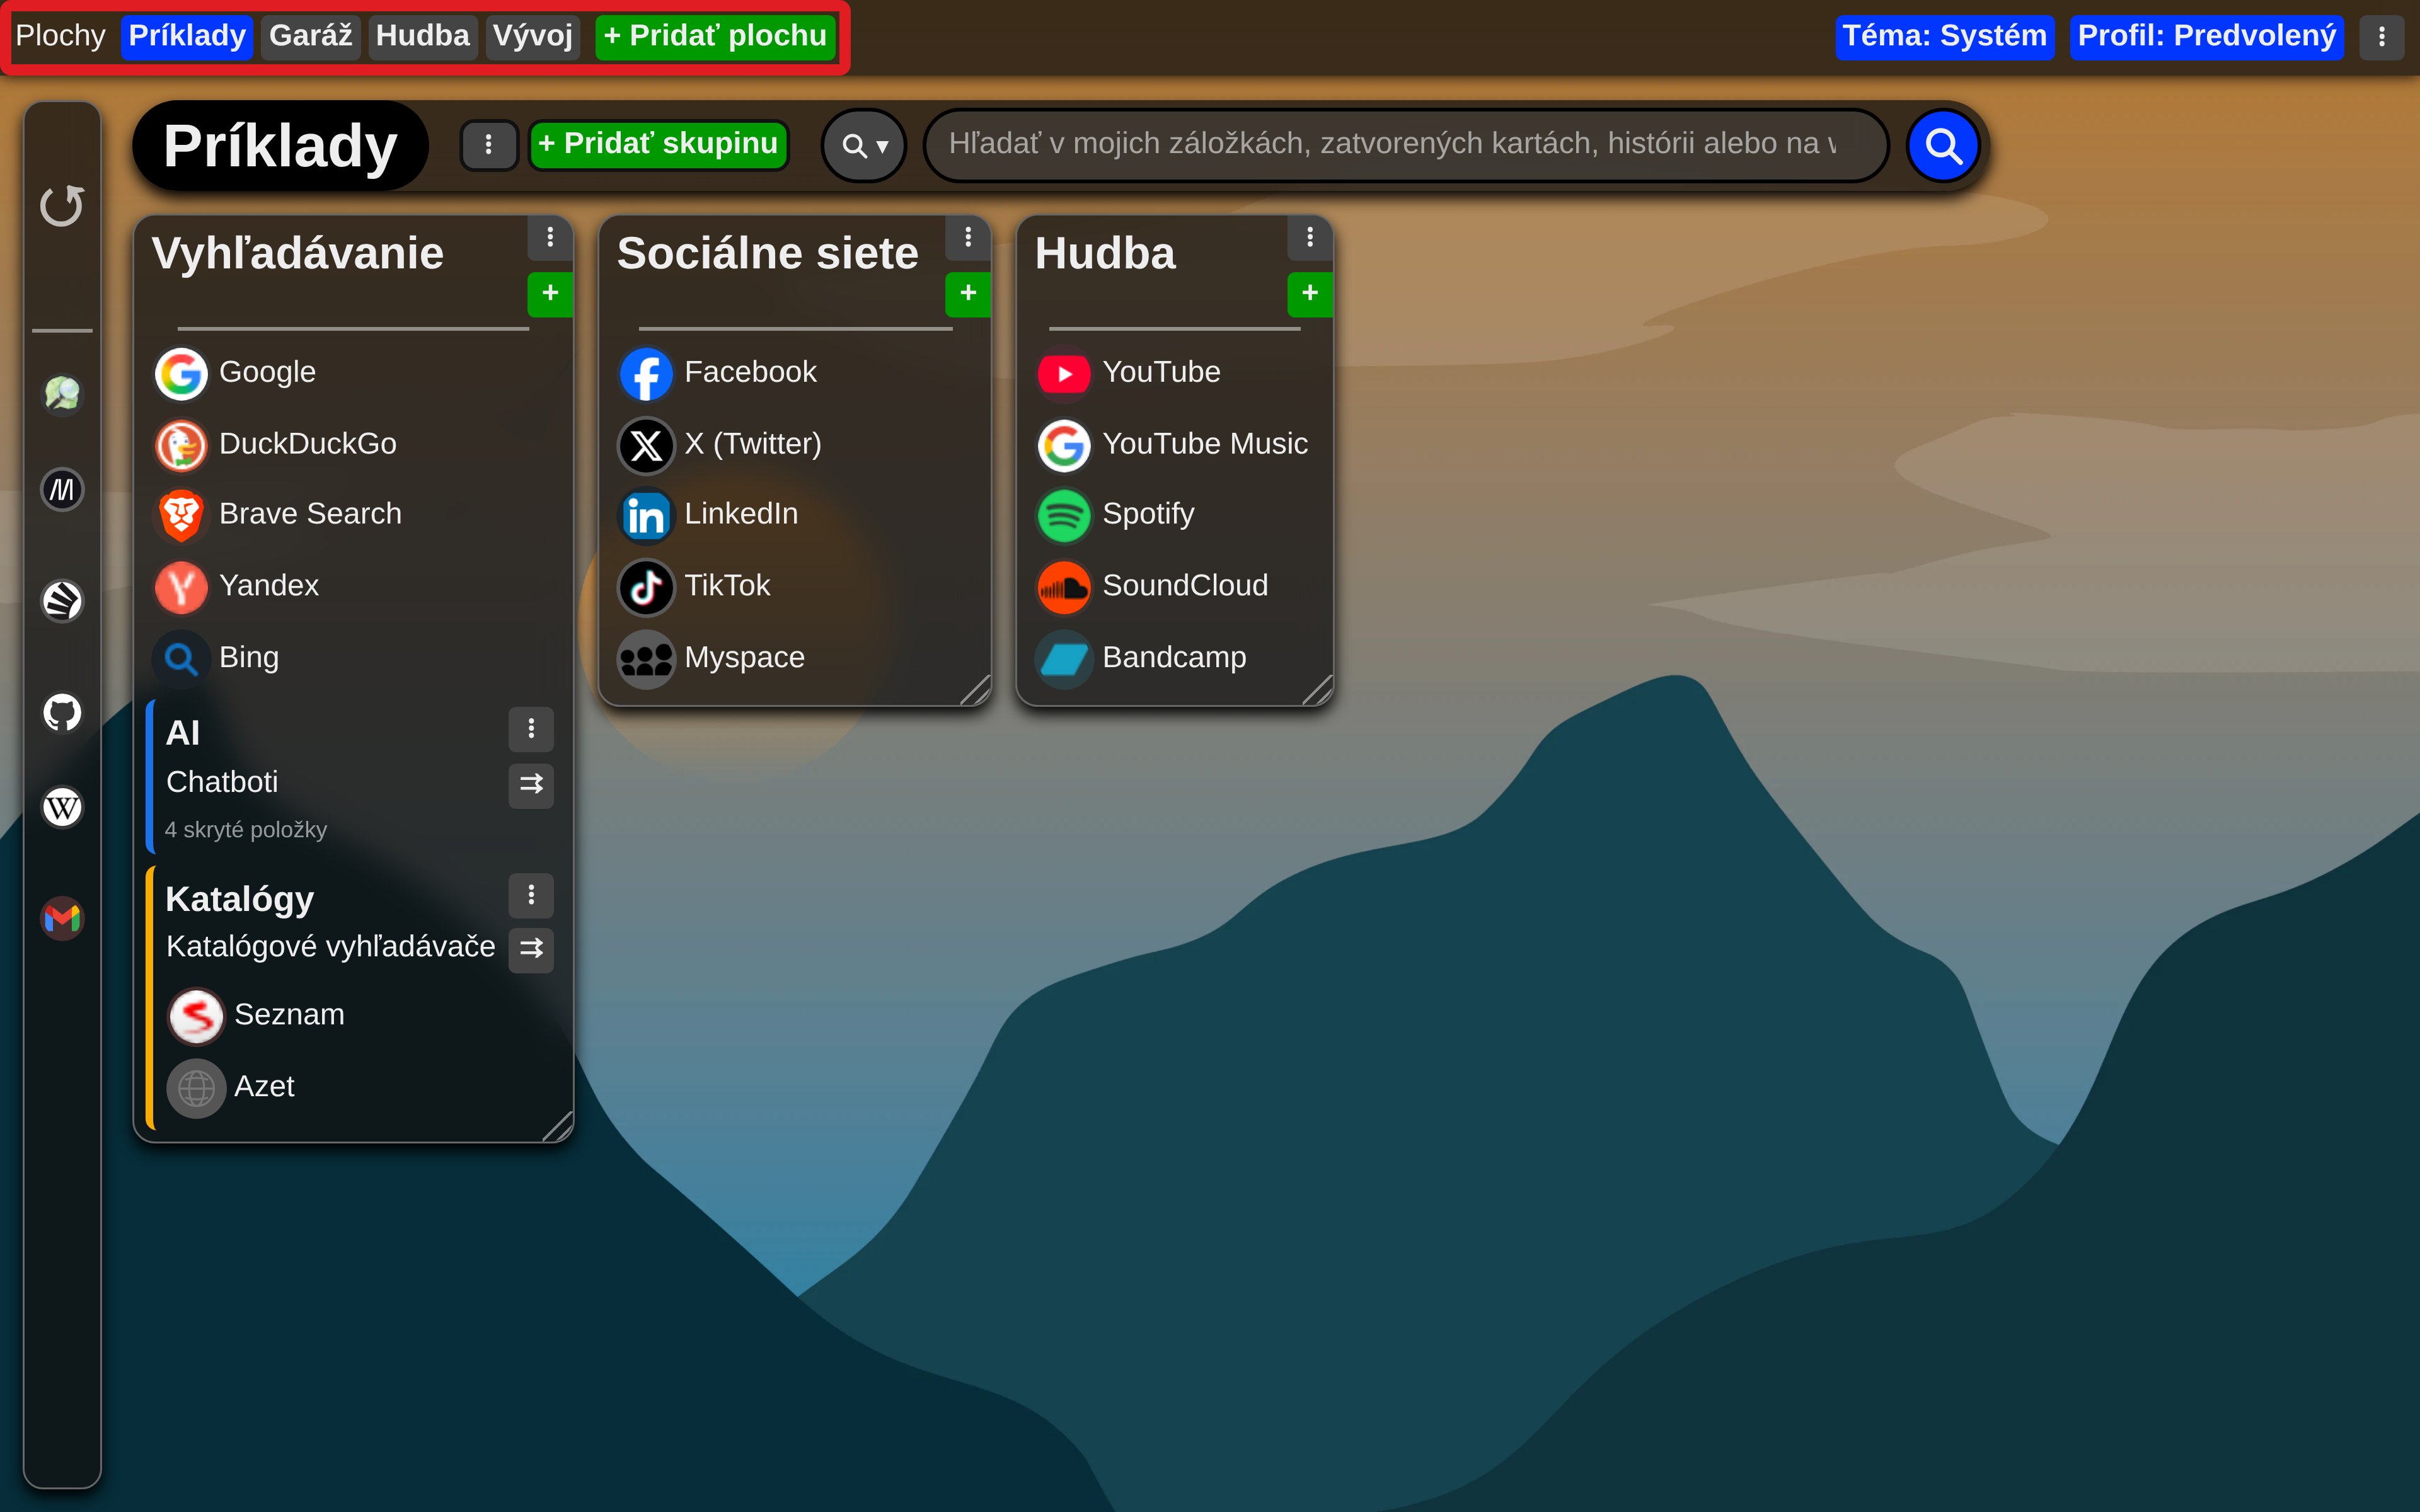 Plochy Príklady Garáž Hudba Vývoj + Pridať plochu Téma: Systém Profil: Predvolený
Príklady + Pridať skupinu Hľadať v mojich záložkách, zatvorených kartách, histórii alebo na
Vyhľadávanie
+
Google
DuckDuckGo
Brave Search
Yandex
Bing
AI
Chatboti
4 skryté položky
Katalógy
Katalógové vyhľadávače
Seznam
Azet
Sociálne siete
+
Facebook
X (Twitter)
LinkedIn
TikTok
Myspace
Hudba
+
YouTube
YouTube Music
Spotify
SoundCloud
Bandcamp